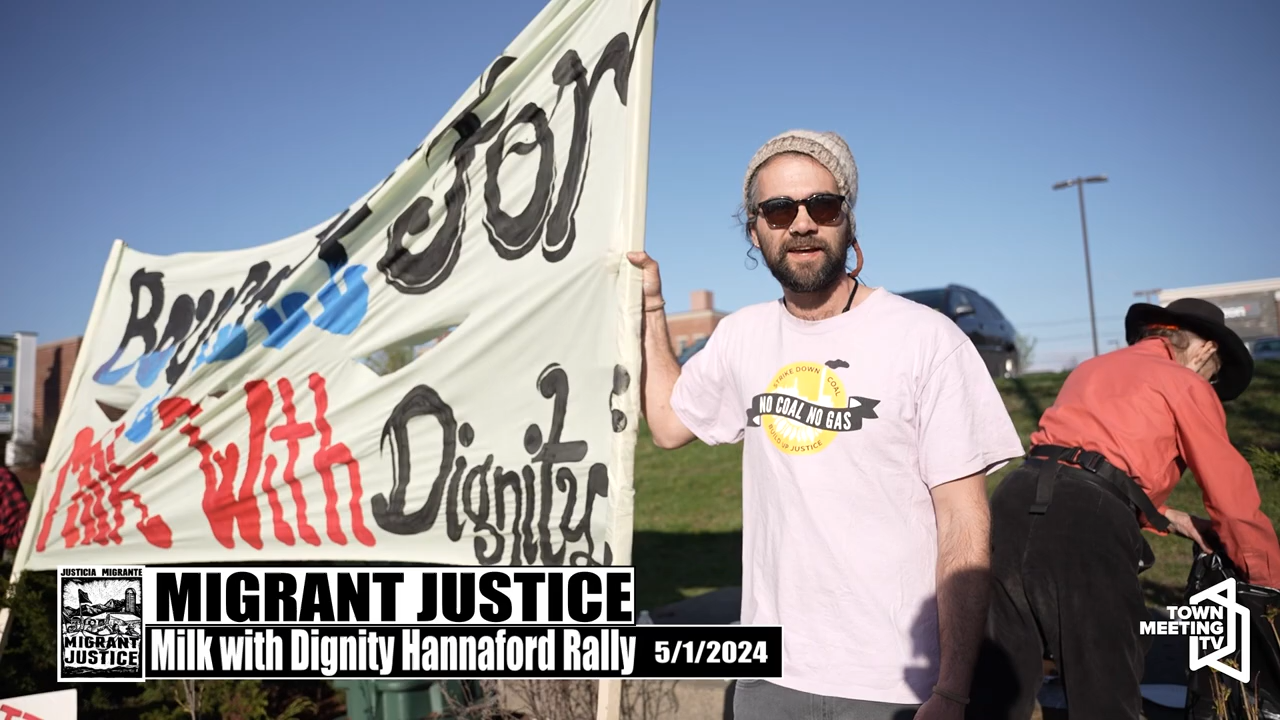 for
Milk With Dignity
STRIKE DOWN COAL
NO COAL NO GAS
BUILD UP JUSTICE
JUSTICIA MIGRANTE
MIGRANT
JUSTICE
MIGRANT JUSTICE
Milk with Dignity Hannaford Rally 5/1/2024
TOWN
MEETING
TV